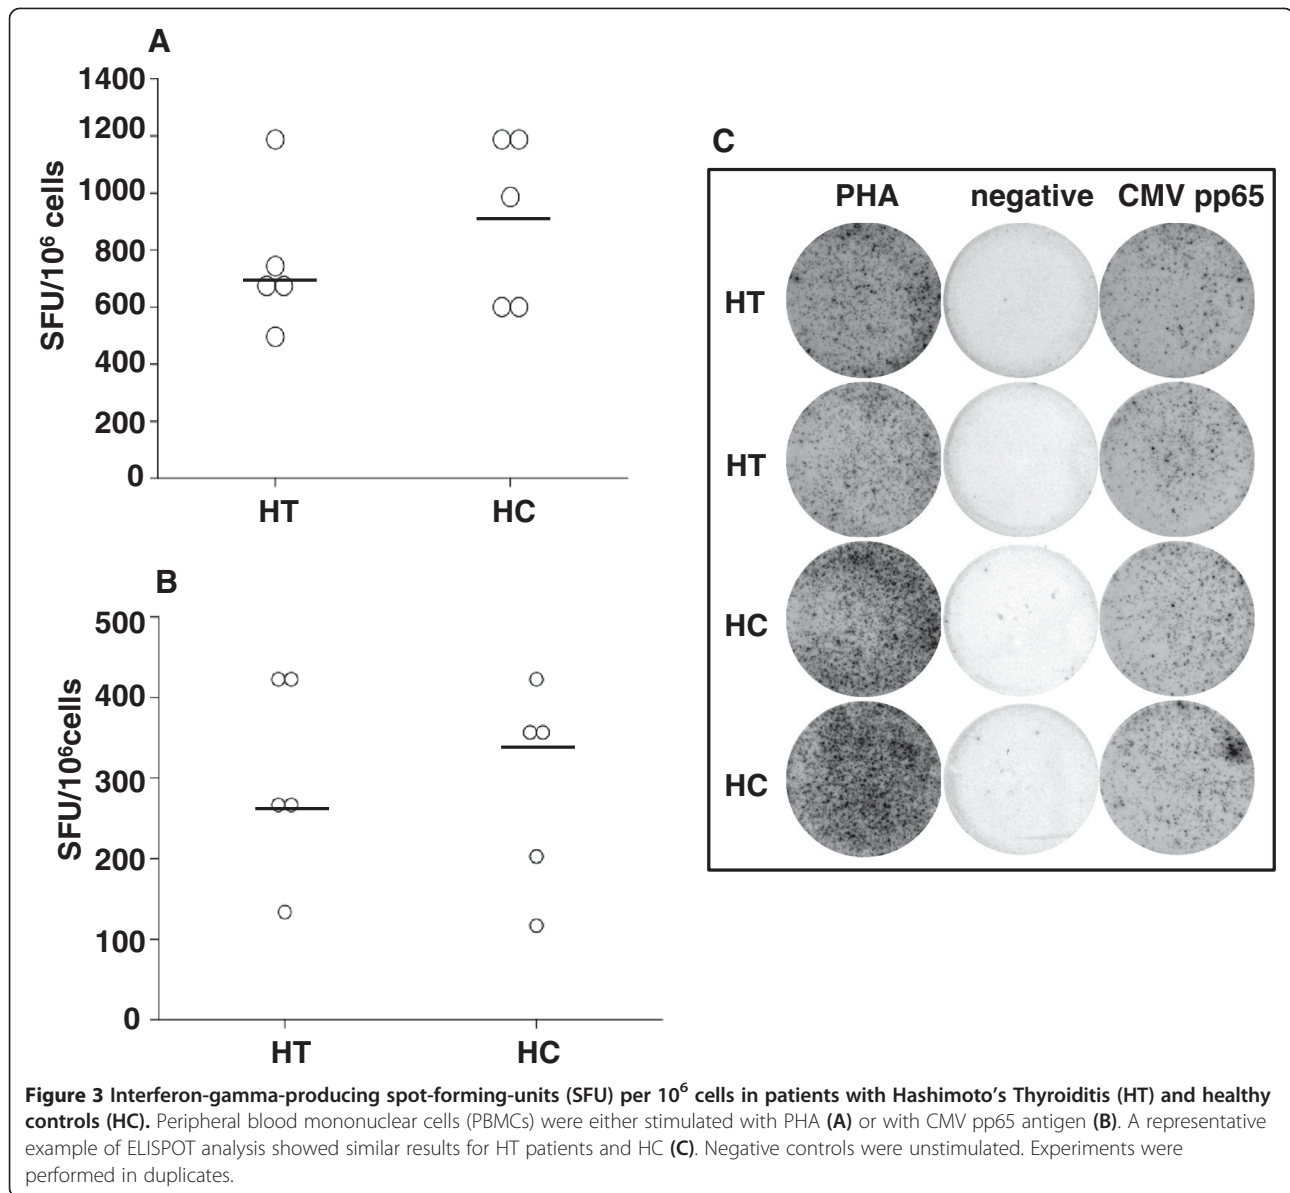 A
1400
1200
1000
800
600
400
200
0
SFU/10⁶ cells
HT HC
B
500
400
300
200
100
0
SFU/10⁶cells
HT HC
C
PHA negative CMV pp65
HT
HT
HC
HC
Figure 3 Interferon-gamma-producing spot-forming-units (SFU) per 10⁶ cells in patients with Hashimoto's Thyroiditis (HT) and healthy
controls (HC). Peripheral blood mononuclear cells (PBMCs) were either stimulated with PHA (A) or with CMV pp65 antigen (B). A representative
example of ELISPOT analysis showed similar results for HT patients and HC (C). Negative controls were unstimulated. Experiments were
performed in duplicates.